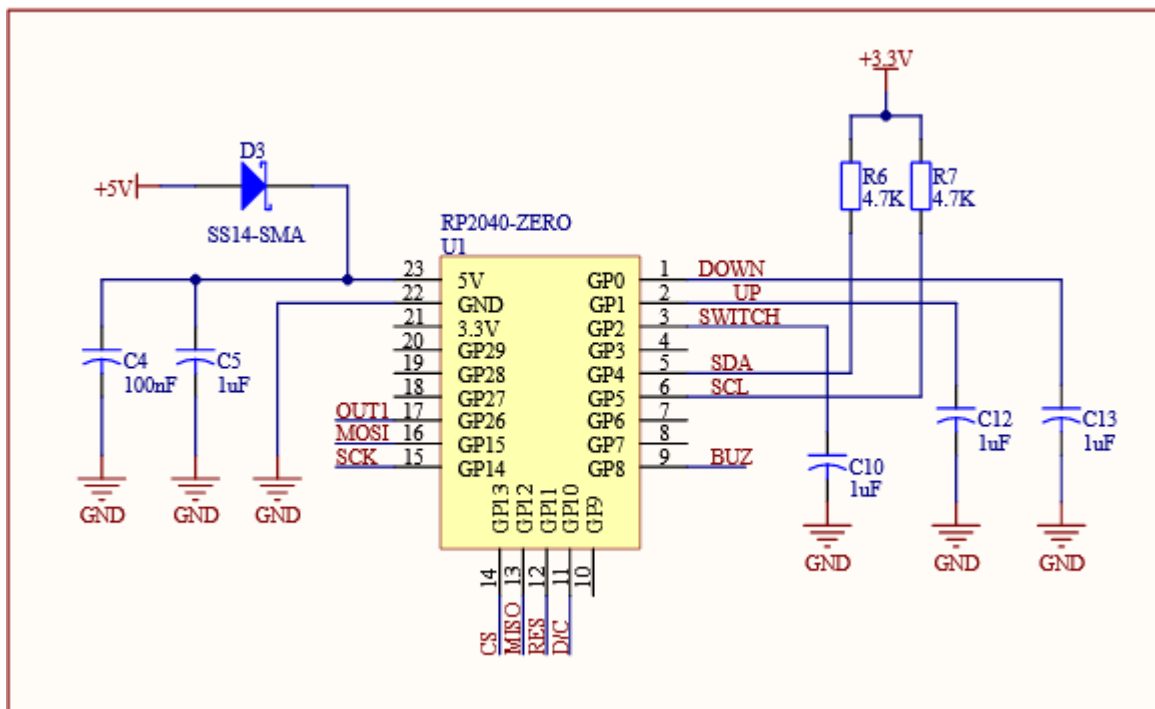 +3.3V
D3
+5V
SS14-SMA
R6
4.7K
R7
4.7K
RP2040-ZERO
U1
23 5V GP0 1 DOWN
22 GND GP1 2 UP
21 3.3V GP2 3 SWITCH
20 GP29 GP3 4
19 GP28 GP4 5 SDA
18 GP27 GP5 6 SCL
OUT1 17 GP26 GP6 7
MOSI 16 GP15 GP7 8
SCK 15 GP14 GP8 9 BUZ
C4
100nF
C5
1uF
C12
1uF
C13
1uF
C10
1uF
GP13
GP12
GP11
GP10
GP9
GND
GND
GND
GND
GND
GND
14
13
12
11
10
CS
MISO
RES
D/C